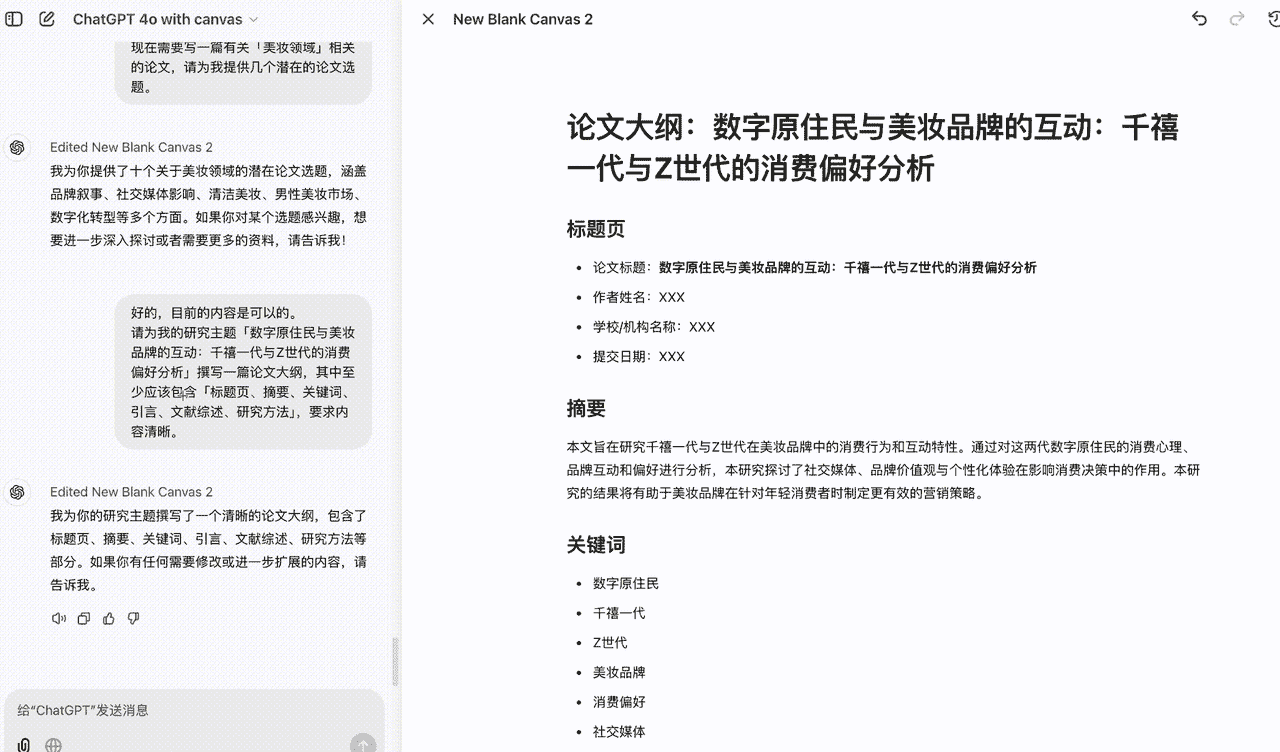 ChatGPT 4o with canvas
现在需要写一篇有关「美妆领域」相关
的论文，请为我提供几个潜在的论文选
题。
Edited New Blank Canvas 2
我为你提供了十个关于美妆领域的潜在论文选题，涵盖
品牌叙事、社交媒体影响、清洁美妆、男性美妆市场、
数字化转型等多个方面。如果你对某个选题感兴趣，想
要进一步深入探讨或者需要更多的资料，请告诉我！
好的，目前的内容是可以的。
请为我的研究主题「数字原住民与美妆
品牌的互动：千禧一代与Z世代的消费
偏好分析」撰写一篇论文大纲，其中至
少应该包含「标题页、摘要、关键词、
引言、文献综述、研究方法」，要求内
容清晰。
Edited New Blank Canvas 2
我为你的研究主题撰写了一个清晰的论文大纲，包含了
标题页、摘要、关键词、引言、文献综述、研究方法等
部分。如果你有任何需要修改或进一步扩展的内容，请
告诉我。
给“ChatGPT”发送消息
New Blank Canvas 2
论文大纲：数字原住民与美妆品牌的互动：千禧
一代与Z世代的消费偏好分析
标题页
• 论文标题：数字原住民与美妆品牌的互动：千禧一代与Z世代的消费偏好分析
• 作者姓名：XXX
• 学校/机构名称：XXX
• 提交日期：XXX
摘要
本文旨在研究千禧一代与Z世代在美妆品牌中的消费行为和互动特性。通过对这两代数字原住民的消费心理、
品牌互动和偏好进行分析，本研究探讨了社交媒体、品牌价值观与个性化体验在影响消费决策中的作用。本研
究的结果将有助于美妆品牌在针对年轻消费者时制定更有效的营销策略。
关键词
• 数字原住民
• 千禧一代
• Z世代
• 美妆品牌
• 消费偏好
• 社交媒体